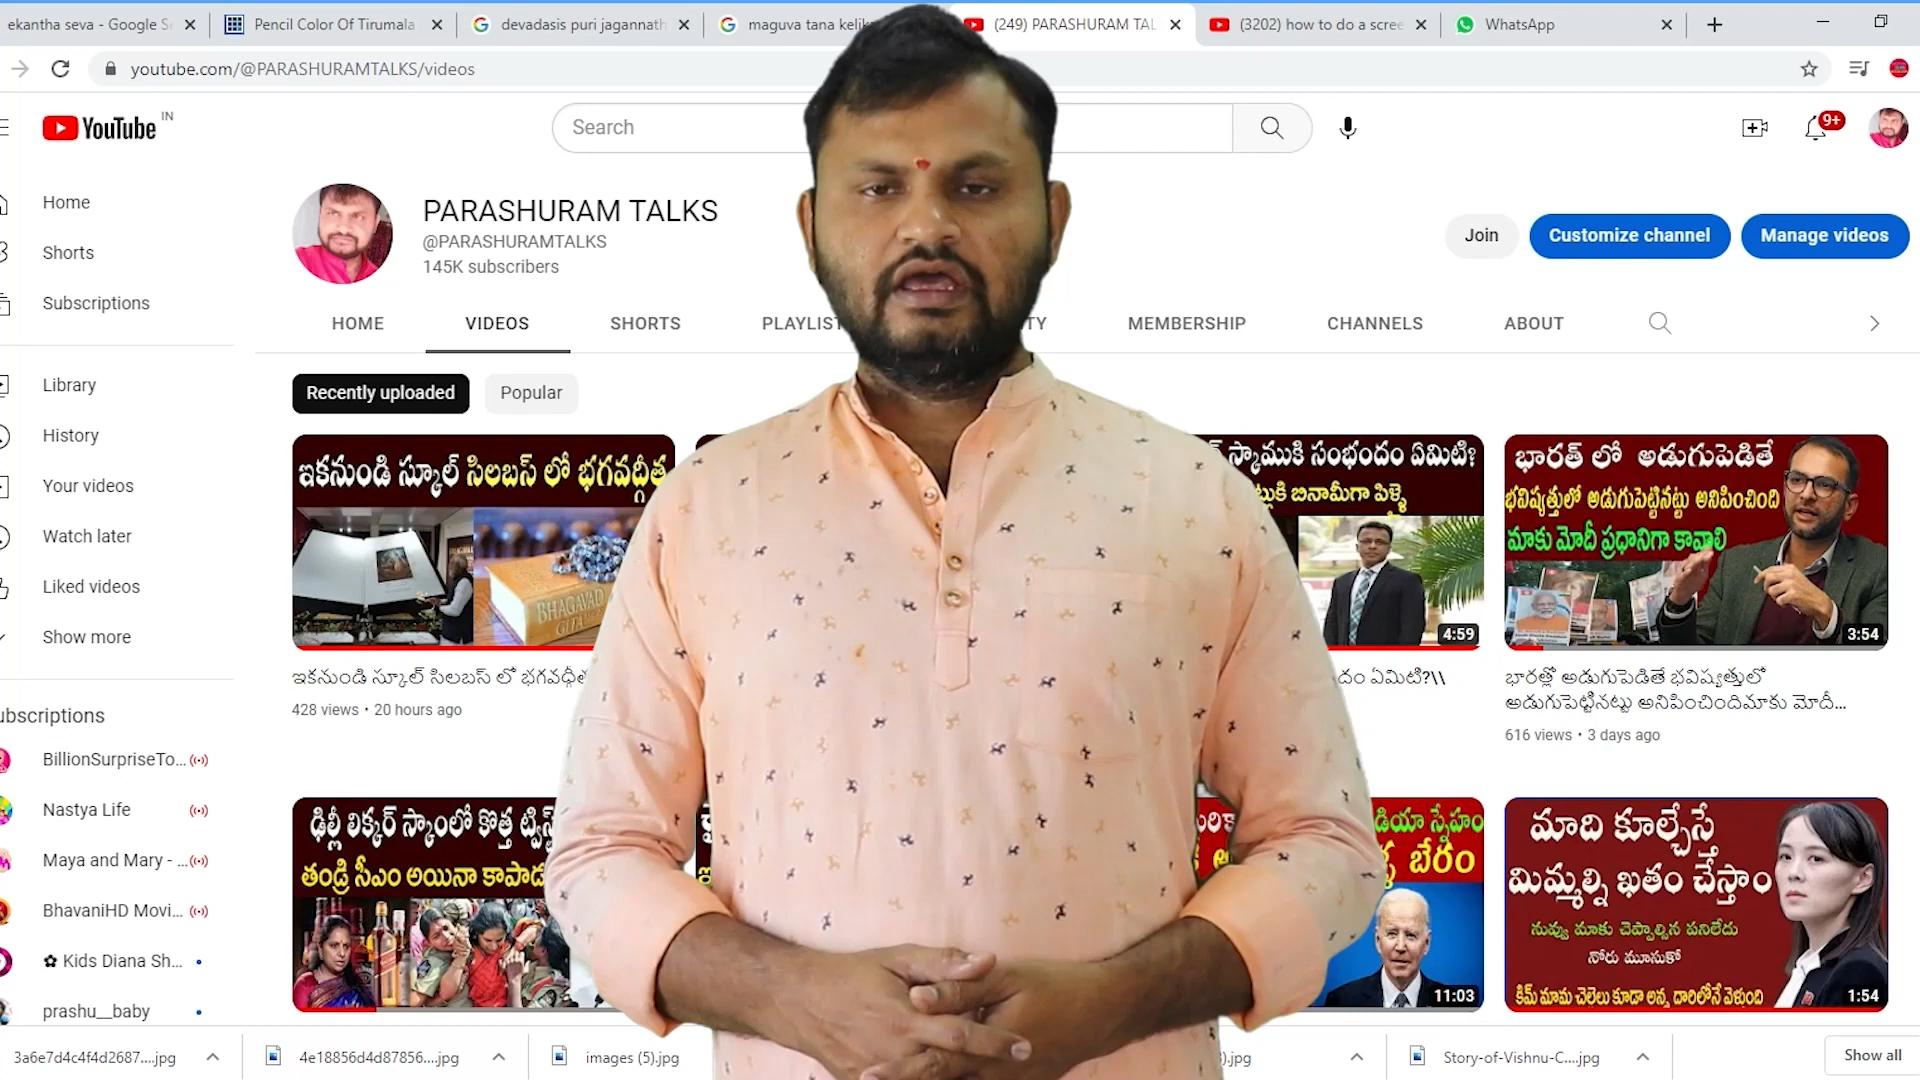 ekantha seva - Google Se
Pencil Color Of Tirumala
devadasis puri jagannath
maguva tana kelika
(249) PARASHURAM TAL
(3202) how to do a scree
WhatsApp
youtube.com/@PARASHURAMTALKS/videos
YouTube IN
Search
9+
Home
Shorts
Subscriptions
Library
History
Your videos
Watch later
Liked videos
Show more
PARASHURAM TALKS
@PARASHURAMTALKS
145K subscribers
Join
Customize channel
Manage videos
HOME
VIDEOS
SHORTS
PLAYLIST
TY
MEMBERSHIP
CHANNELS
ABOUT
Recently uploaded
Popular
ఇకనుండి స్కూల్ సిలబస్ లో భగవద్గీత
BHAGAVAD
GITA
ఇకనుండి స్కూల్ సిలబస్ లో
428 views • 20 hours ago
స్కాముకి సంభందం ఏమిటి?
బినామీగా పిళ్ళై
4:59
ఏమిటి?\\
భారత్ లో అడుగుపెడితే
భవిష్యత్తులో అడుగుపెట్టినట్టు అనిపించింది
మాకు మోదీ ప్రధానిగా కావాలి
3:54
భారత్లో అడుగుపెడితే భవిష్యత్తులో
అడుగుపెట్టినట్టు అనిపించిందిమాకు మోదీ...
616 views • 3 days ago
ubscriptions
BillionSurpriseTo...
Nastya Life
Maya and Mary - ...
BhavaniHD Movi...
Kids Diana Sh...
prashu__baby
ఢిల్లీ లిక్కర్ స్కాంలో కొత్త ట్విస్ట్
తండ్రి సీఎం అయినా కాపాడ
డియా స్నేహం
బేరం
11:03
మాది కూల్చేస్తే
మిమ్మల్ని ఖతం చేస్తాం
నువ్వు మాకు చెప్పాల్సిన పనిలేదు
నోరు మూసుకో
కిమ్ మామ చెల్లెలు కూడా అన్న దారిలోనే వెళుంది
1:54
3a6e7d4c4f4d2687....jpg
4e18856d4d87856....jpg
images (5).jpg
).jpg
Story-of-Vishnu-C....jpg
Show all